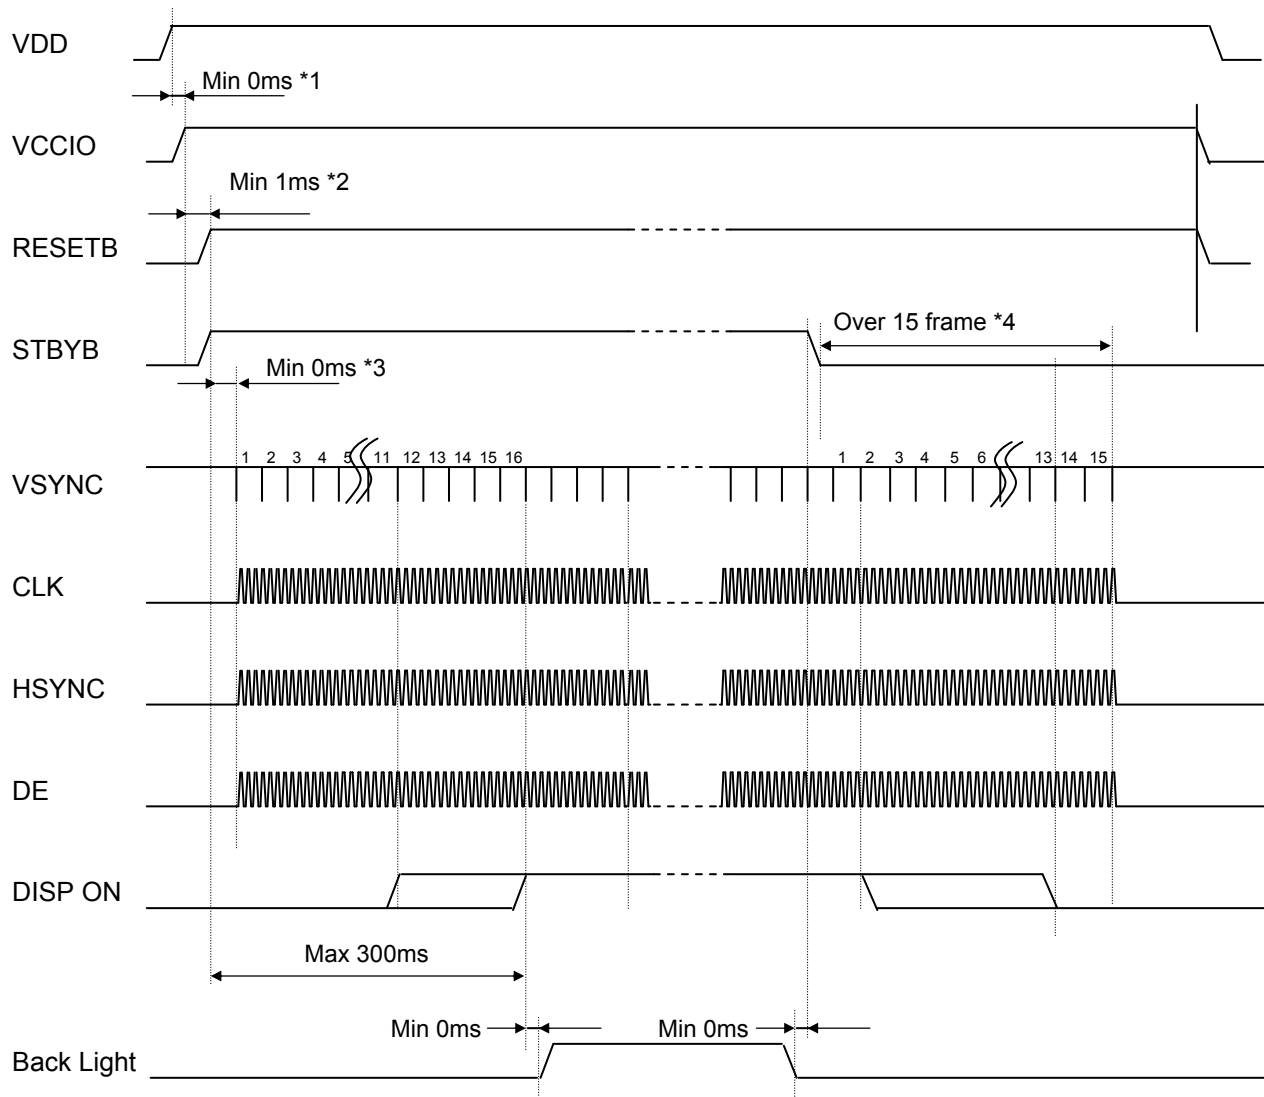 VDD
Min 0ms *1
VCCIO
Min 1ms *2
RESETB
Over 15 frame *4
STBYB
Min 0ms *3
1 2 3 4 5 11 12 13 14 15 16 1 2 3 4 5 6 13 14 15
VSYNC
CLK
HSYNC
DE
DISP ON
Max 300ms
Min 0ms Min 0ms
Back Light